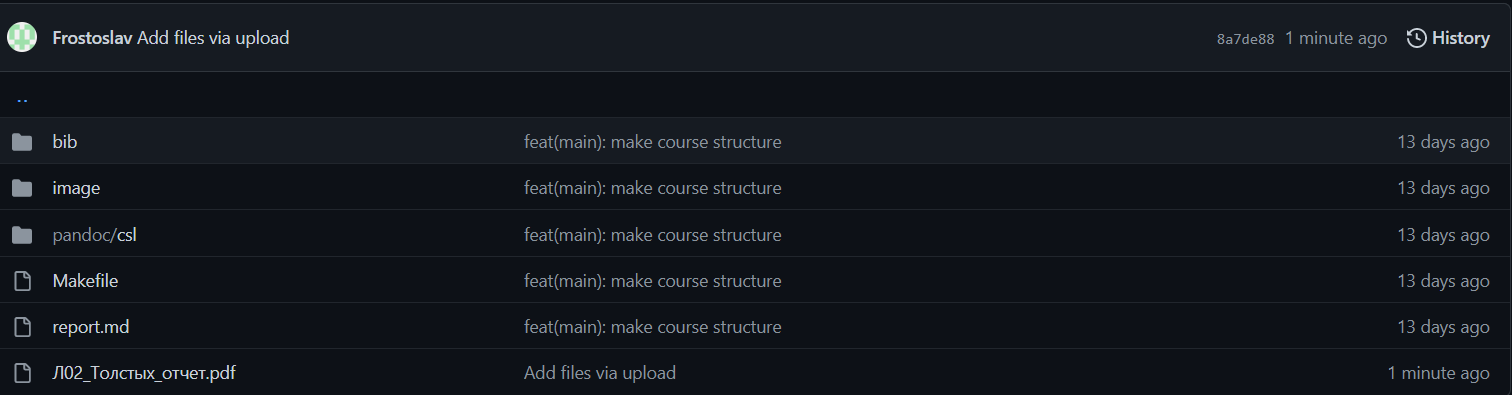 Frostoslav Add files via upload 8a7de88 1 minute ago History
..
bib feat(main): make course structure 13 days ago
image feat(main): make course structure 13 days ago
pandoc/csl feat(main): make course structure 13 days ago
Makefile feat(main): make course structure 13 days ago
report.md feat(main): make course structure 13 days ago
Л02_Толстых_отчет.pdf Add files via upload 1 minute ago